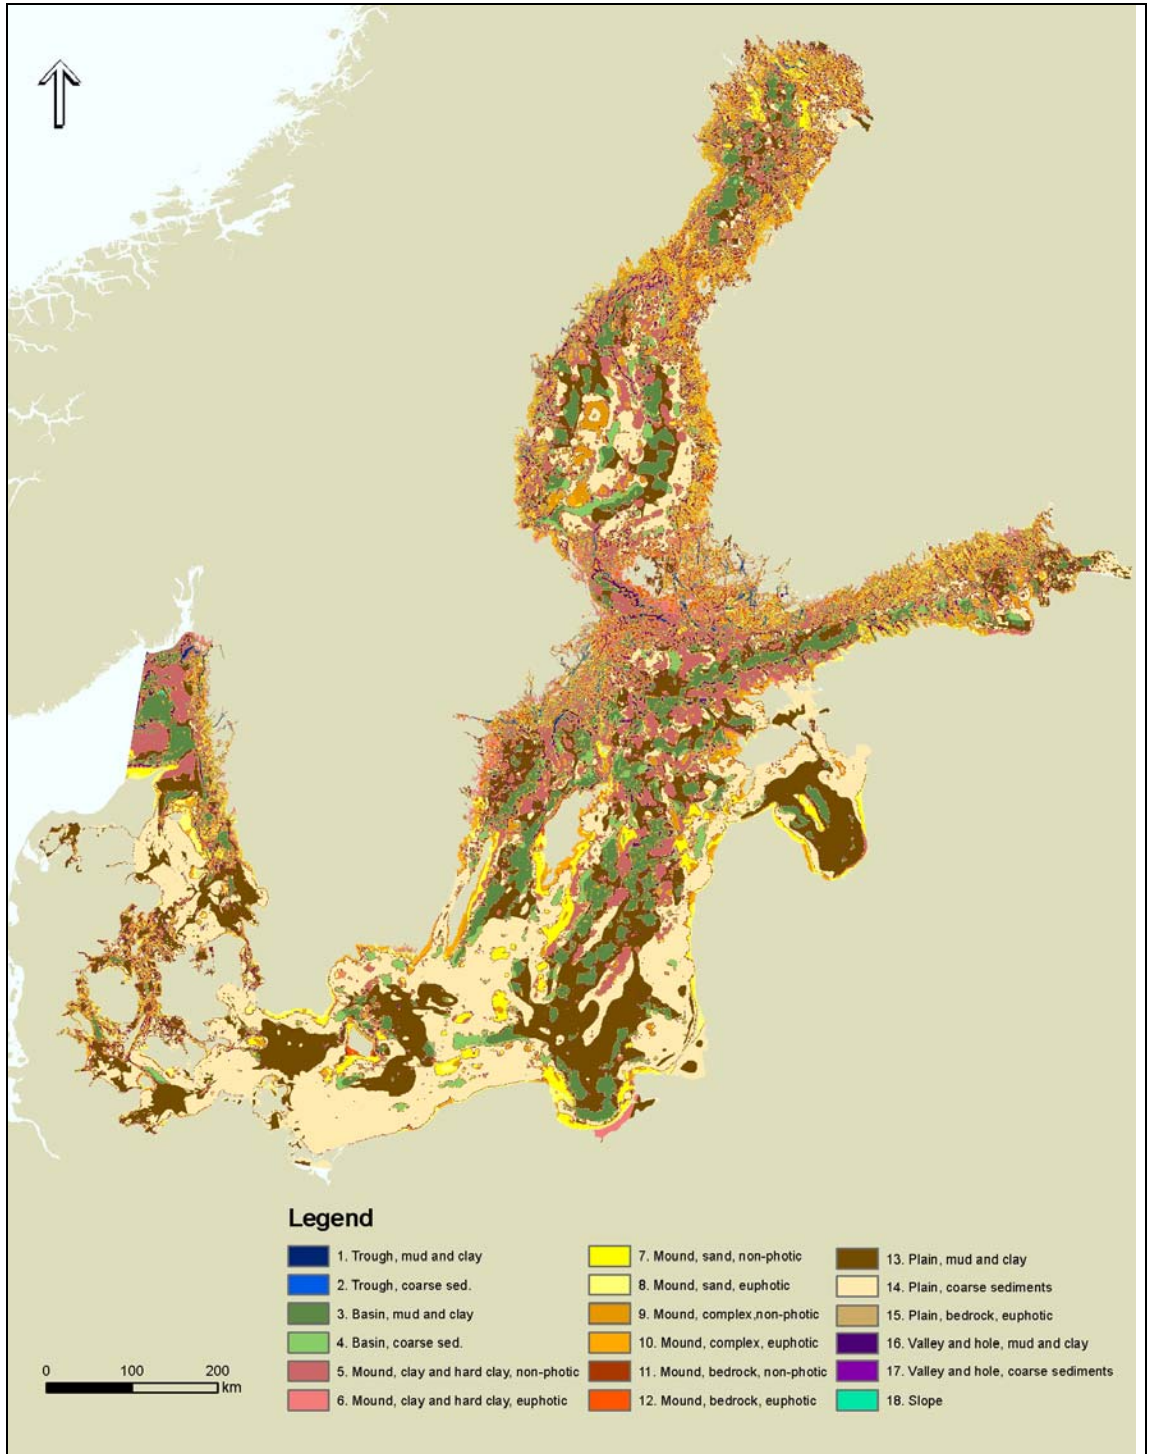 Legend
1. Trough, mud and clay
2. Trough, coarse sed.
3. Basin, mud and clay
4. Basin, coarse sed.
5. Mound, clay and hard clay, non-photic
6. Mound, clay and hard clay, euphotic
7. Mound, sand, non-photic
8. Mound, sand, euphotic
9. Mound, complex,non-photic
10. Mound, complex, euphotic
11. Mound, bedrock, non-photic
12. Mound, bedrock, euphotic
13. Plain, mud and clay
14. Plain, coarse sediments
15. Plain, bedrock, euphotic
16. Valley and hole, mud and clay
17. Valley and hole, coarse sediments
18. Slope
0 100 200
km